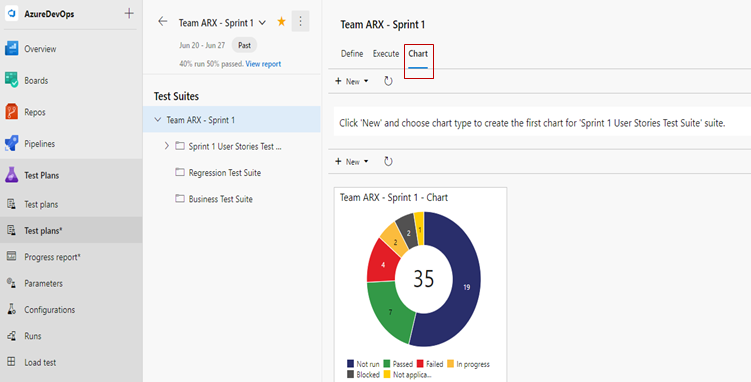 AzureDevOps
Overview
Boards
Repos
Pipelines
Test Plans
Test plans
Test plans*
Progress report*
Parameters
Configurations
Runs
Load test
Team ARX - Sprint 1
Jun 20 - Jun 27 Past
40% run 50% passed. View report
Test Suites
Team ARX - Sprint 1
Sprint 1 User Stories Test ...
Regression Test Suite
Business Test Suite
Team ARX - Sprint 1
Define Execute Chart
New
Click 'New' and choose chart type to create the first chart for 'Sprint 1 User Stories Test Suite' suite.
New
Team ARX - Sprint 1 - Chart
1
2
2
4
35
19
7
Not run Passed Failed In progress
Blocked Not applica...